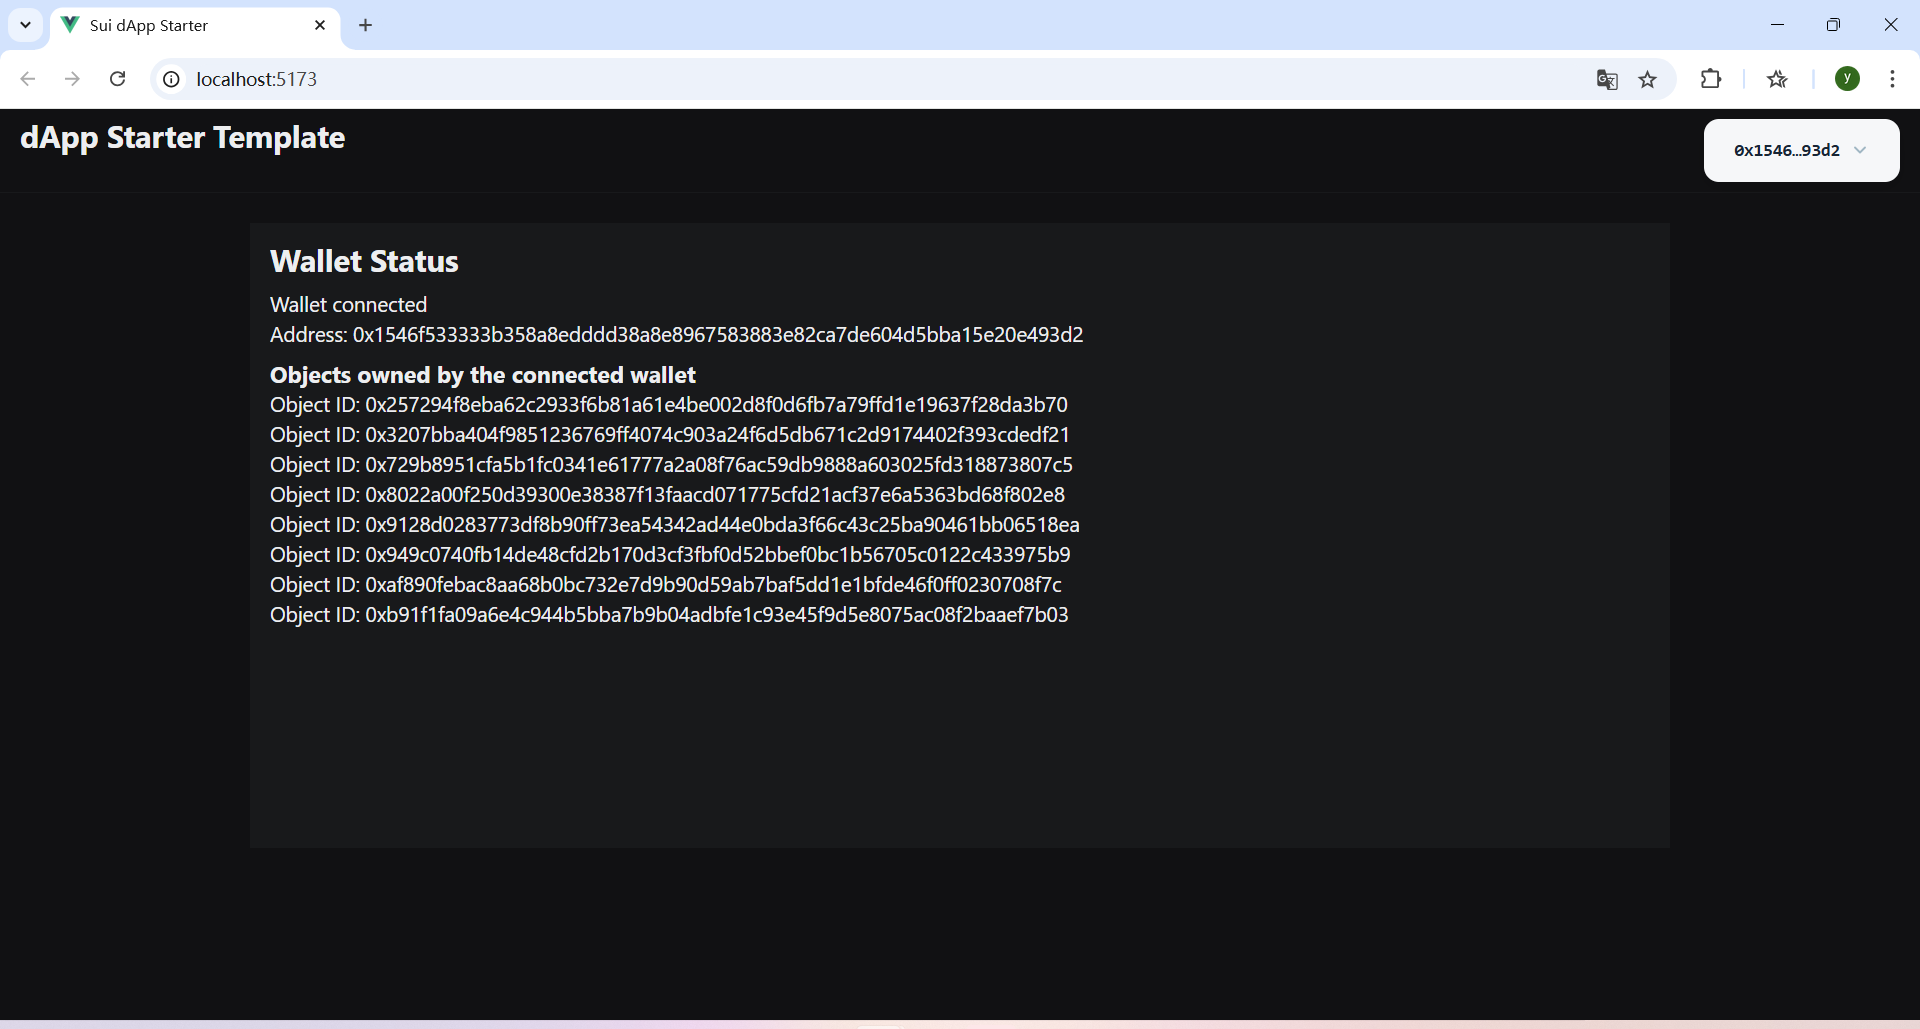 Sui dApp Starter
localhost:5173
y
dApp Starter Template
0x1546…93d2
Wallet Status
Wallet connected
Address: 0x1546f533333b358a8edddd38a8e8967583883e82ca7de604d5bba15e20e493d2
Objects owned by the connected wallet
Object ID: 0x257294f8eba62c2933f6b81a61e4be002d8f0d6fb7a79ffd1e19637f28da3b70
Object ID: 0x3207bba404f9851236769ff4074c903a24f6d5db671c2d9174402f393cdedf21
Object ID: 0x729b8951cfa5b1fc0341e61777a2a08f76ac59db9888a603025fd318873807c5
Object ID: 0x8022a00f250d39300e38387f13faacd071775cfd21acf37e6a5363bd68f802e8
Object ID: 0x9128d0283773df8b90ff73ea54342ad44e0bda3f66c43c25ba90461bb06518ea
Object ID: 0x949c0740fb14de48cfd2b170d3cf3fbf0d52bbef0bc1b56705c0122c433975b9
Object ID: 0xaf890febac8aa68b0bc732e7d9b90d59ab7baf5dd1e1bfde46f0ff0230708f7c
Object ID: 0xb91f1fa09a6e4c944b5bba7b9b04adbfe1c93e45f9d5e8075ac08f2baaef7b03